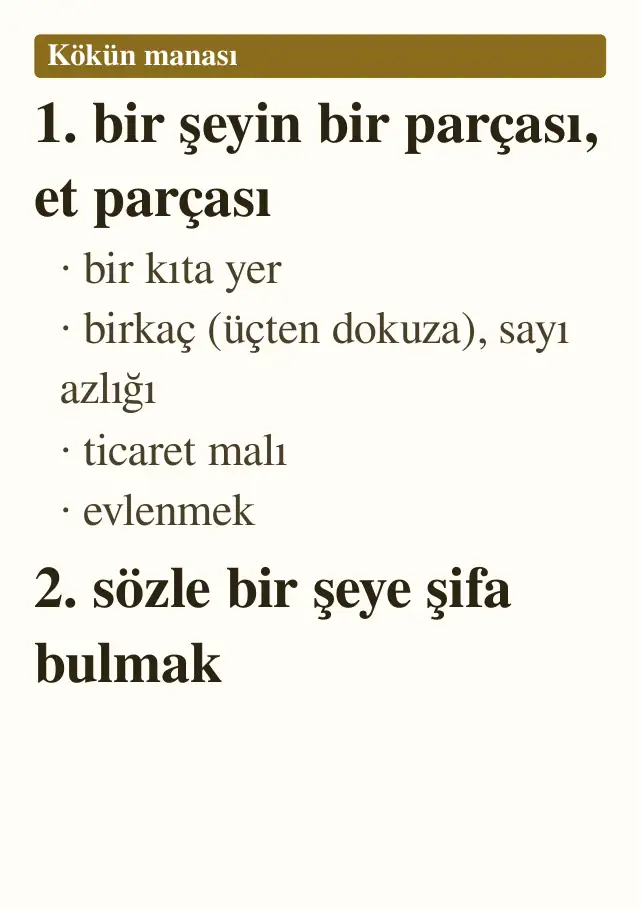 Kökün manası
1. bir şeyin bir parçası,
et parçası
· bir kıta yer
· birkaç (üçten dokuza), sayı
azlığı
· ticaret malı
· evlenmek
2. sözle bir şeye şifa
bulmak